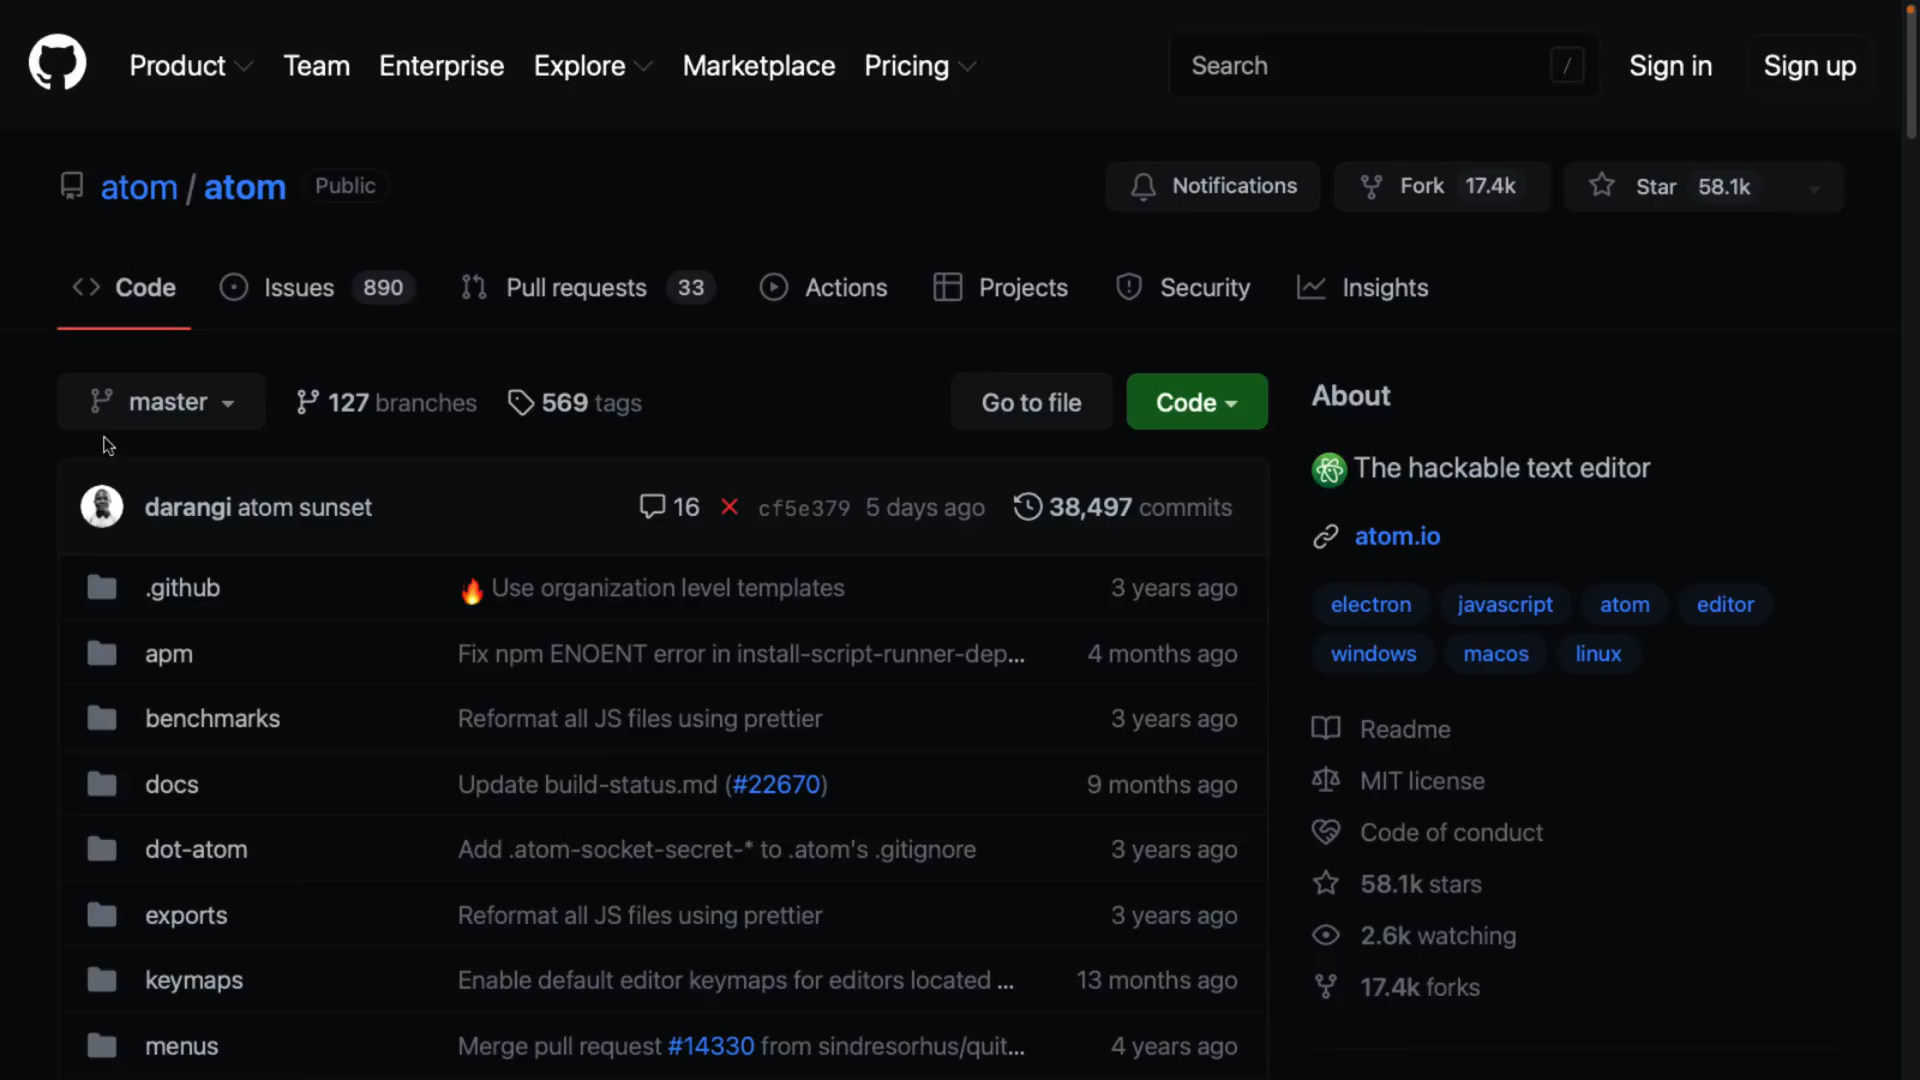 Product Team Enterprise Explore Marketplace Pricing Search / Sign in Sign up
atom / atom Public Notifications Fork 17.4k Star 58.1k
Code Issues 890 Pull requests 33 Actions Projects Security Insights
master 127 branches 569 tags Go to file Code
darangi atom sunset 16 cf5e379 5 days ago 38,497 commits
.github 🔥 Use organization level templates 3 years ago
apm Fix npm ENOENT error in install-script-runner-dep... 4 months ago
benchmarks Reformat all JS files using prettier 3 years ago
docs Update build-status.md (#22670) 9 months ago
dot-atom Add .atom-socket-secret-* to .atom's .gitignore 3 years ago
exports Reformat all JS files using prettier 3 years ago
keymaps Enable default editor keymaps for editors located ... 13 months ago
menus Merge pull request #14330 from sindresorhus/quit... 4 years ago
About
The hackable text editor
atom.io
electron javascript atom editor
windows macos linux
Readme
MIT license
Code of conduct
58.1k stars
2.6k watching
17.4k forks